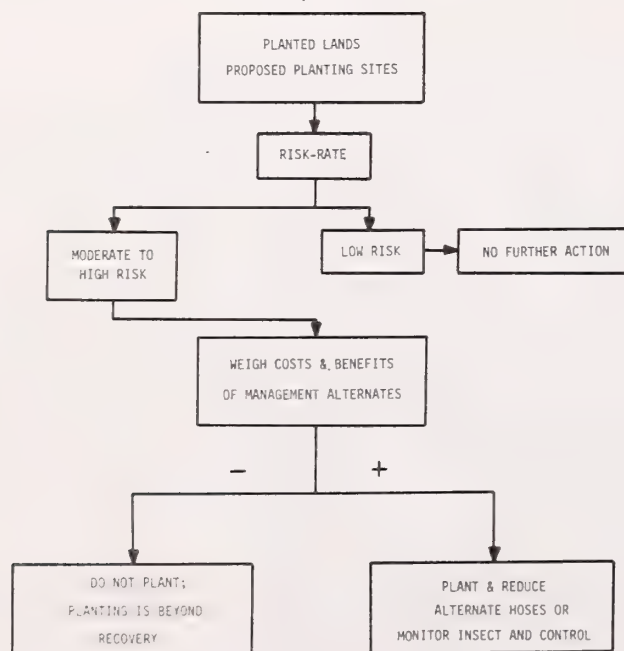 PLANTED LANDS
PROPOSED PLANTING SITES
RISK-RATE
MODERATE TO
HIGH RISK
LOW RISK
NO FURTHER ACTION
WEIGH COSTS & BENEFITS
OF MANAGEMENT ALTERNATES
- +
DO NOT PLANT;
PLANTING IS BEYOND
RECOVERY
PLANT & REDUCE
ALTERNATE HOSES OR
MONITOR INSECT AND CONTROL